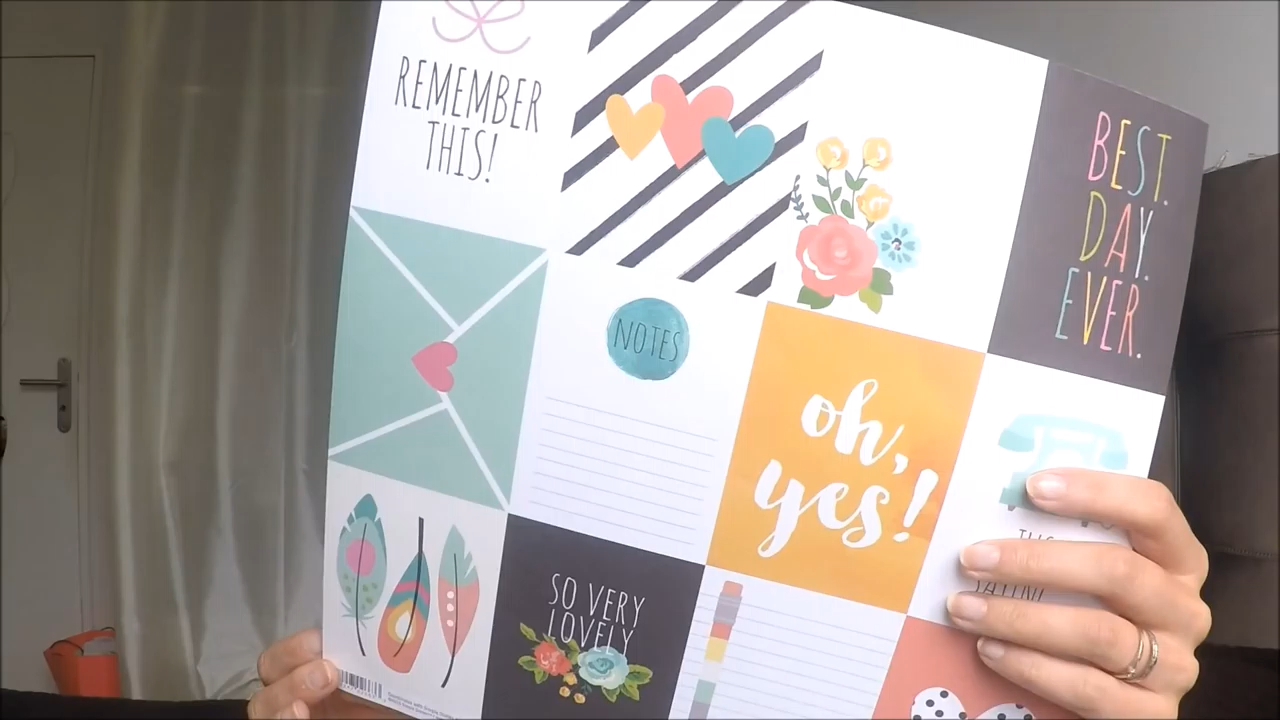 REMEMBER
THIS!
BEST.
DAY.
EVER.
NOTES
oh,
yes!
SO VERY
LOVELY